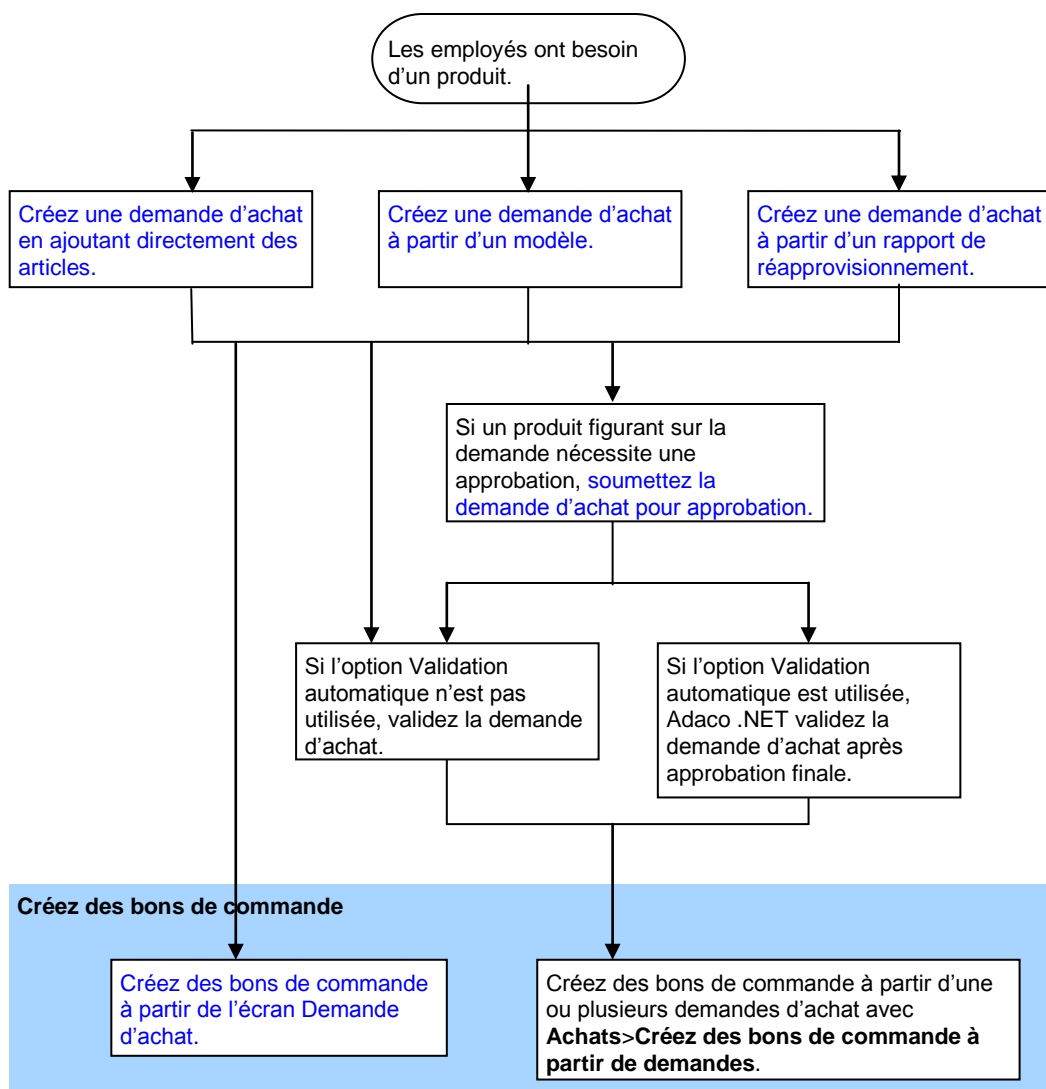 Les employés ont besoin
d’un produit.
Créez une demande d’achat
en ajoutant directement des
articles.
Créez une demande d’achat
à partir d’un modèle.
Créez une demande d’achat
à partir d’un rapport de
réapprovisionnement.
Si un produit figurant sur la
demande nécessite une
approbation, soumettez la
demande d’achat pour approbation.
Si l’option Validation
automatique n’est pas
utilisée, validez la demande
d’achat.
Si l’option Validation
automatique est utilisée,
Adaco .NET validez la
demande d’achat après
approbation finale.
Créez des bons de commande
Créez des bons de commande
à partir de l’écran Demande
d’achat.
Créez des bons de commande à partir d’une
ou plusieurs demandes d’achat avec
Achats>Créez des bons de commande à
partir de demandes.